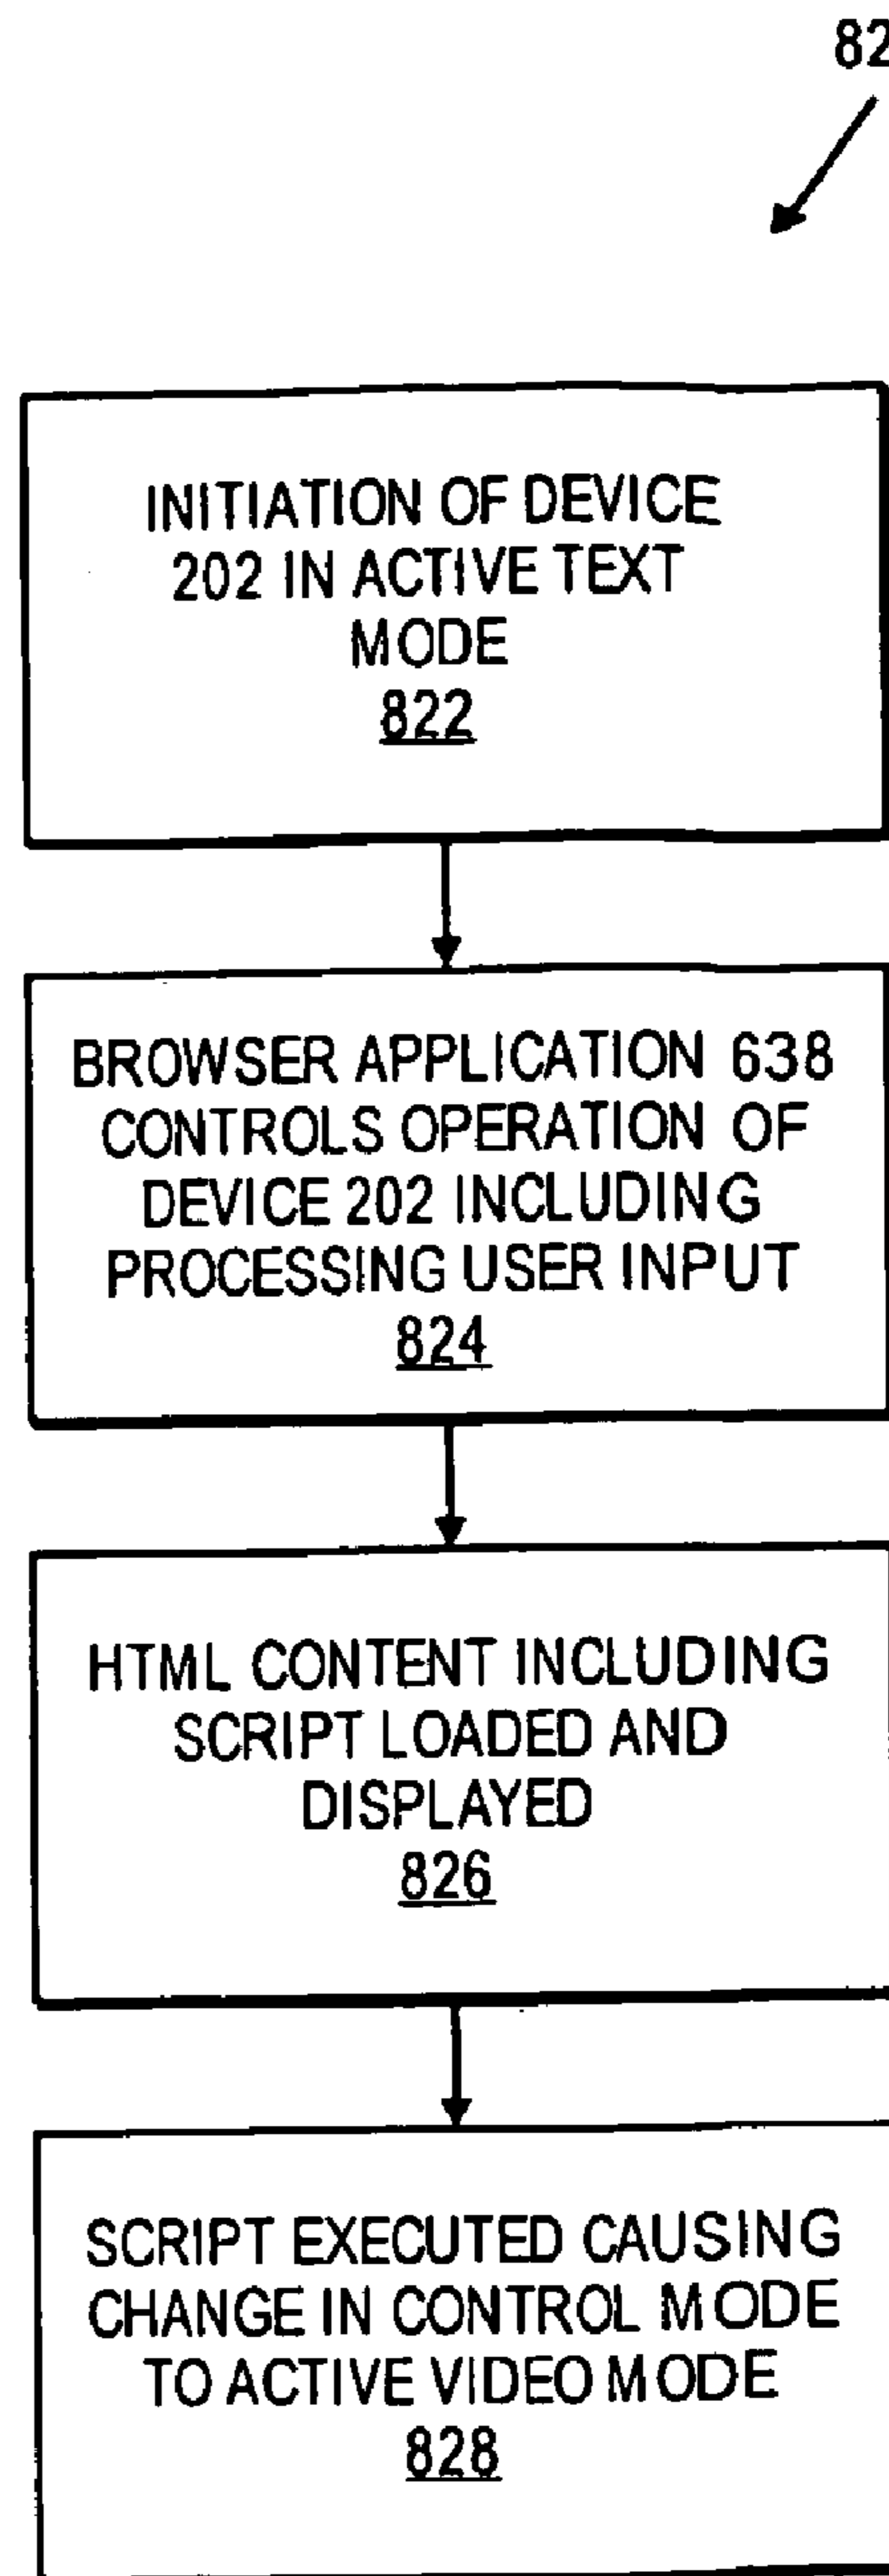 82
INITIATION OF DEVICE
202 IN ACTIVE TEXT
MODE
822
BROWSER APPLICATION 638
CONTROLS OPERATION OF
DEVICE 202 INCLUDING
PROCESSING USER INPUT
824
HTML CONTENT INCLUDING
SCRIPT LOADED AND
DISPLAYED
826
SCRIPT EXECUTED CAUSING
CHANGE IN CONTROL MODE
TO ACTIVE VIDEO MODE
828